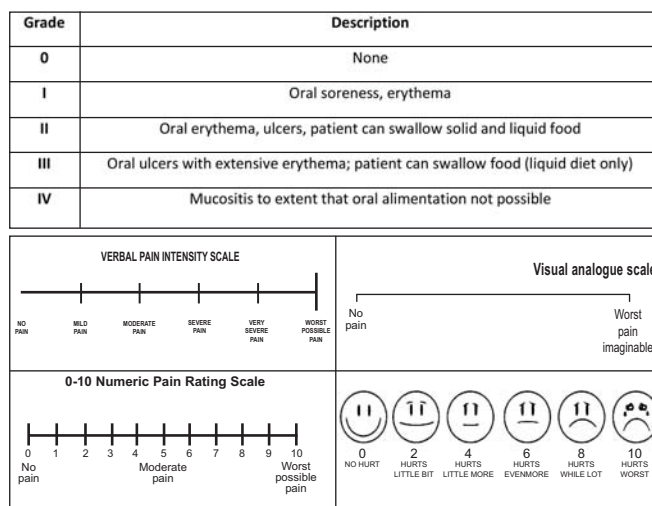 Grade Description
0 None
I Oral soreness, erythema
II Oral erythema, ulcers, patient can swallow solid and liquid food
III Oral ulcers with extensive erythema; patient can swallow food (liquid diet only)
IV Mucositis to extent that oral alimentation not possible
VERBAL PAIN INTENSITY SCALE
NO PAIN
MILD PAIN
MODERATE PAIN
SEVERE PAIN
VERY SEVERE PAIN
WORST POSSIBLE PAIN
Visual analogue scale
No pain
Worst pain imaginable
0-10 Numeric Pain Rating Scale
0 1 2 3 4 5 6 7 8 9 10
No pain
Moderate pain
Worst possible pain
0 2 4 6 8 10
NO HURT
HURTS LITTLE BIT
HURTS LITTLE MORE
HURTS EVENMORE
HURTS WHILE LOT
HURTS WORST